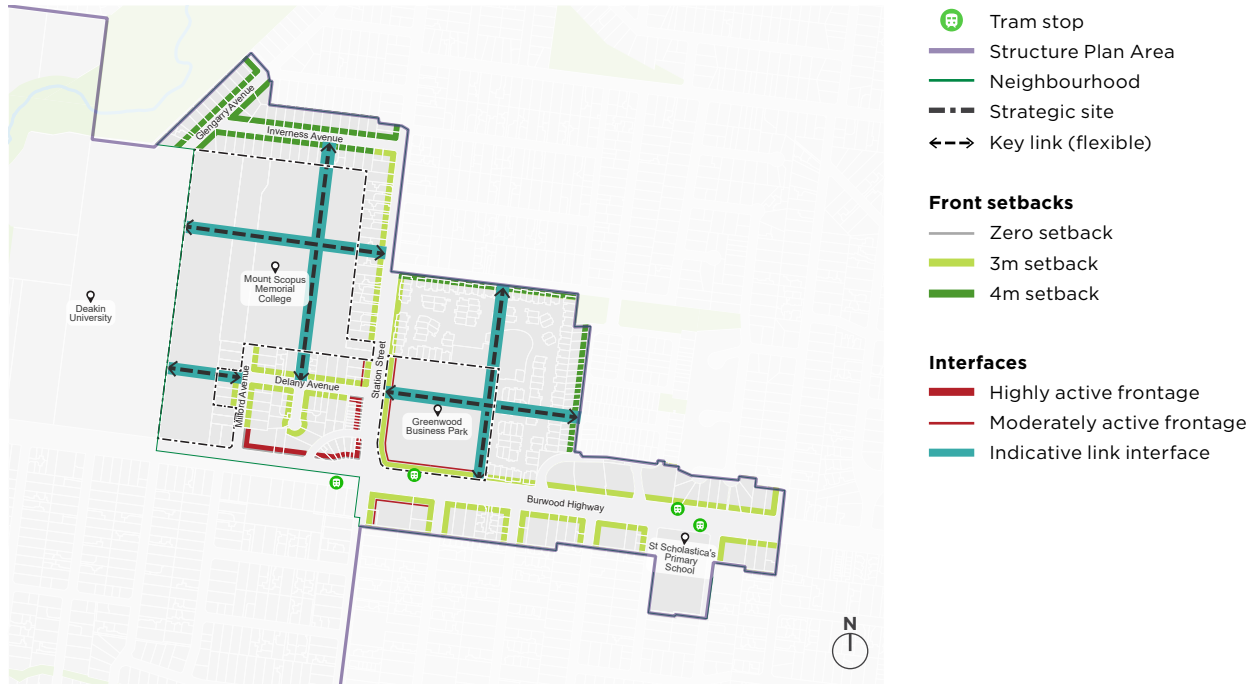 Glengarry Avenue
Inverness Avenue
Mount Scopus
Memorial
College
Deakin
University
Station Street
Delany Avenue
Milford Avenue
Greenwood
Business Park
Burwood Highway
St Scholastica's
Primary
School
N
Tram stop
Structure Plan Area
Neighbourhood
Strategic site
Key link (flexible)
Front setbacks
Zero setback
3m setback
4m setback
Interfaces
Highly active frontage
Moderately active frontage
Indicative link interface